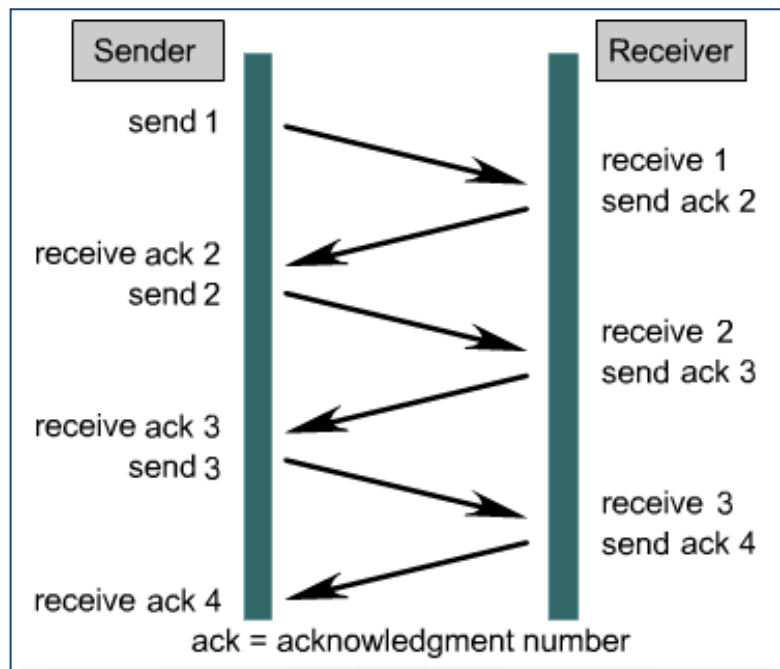 Sender
Receiver
send 1
receive 1
send ack 2
receive ack 2
send 2
receive 2
send ack 3
receive ack 3
send 3
receive 3
send ack 4
receive ack 4
ack = acknowledgment number